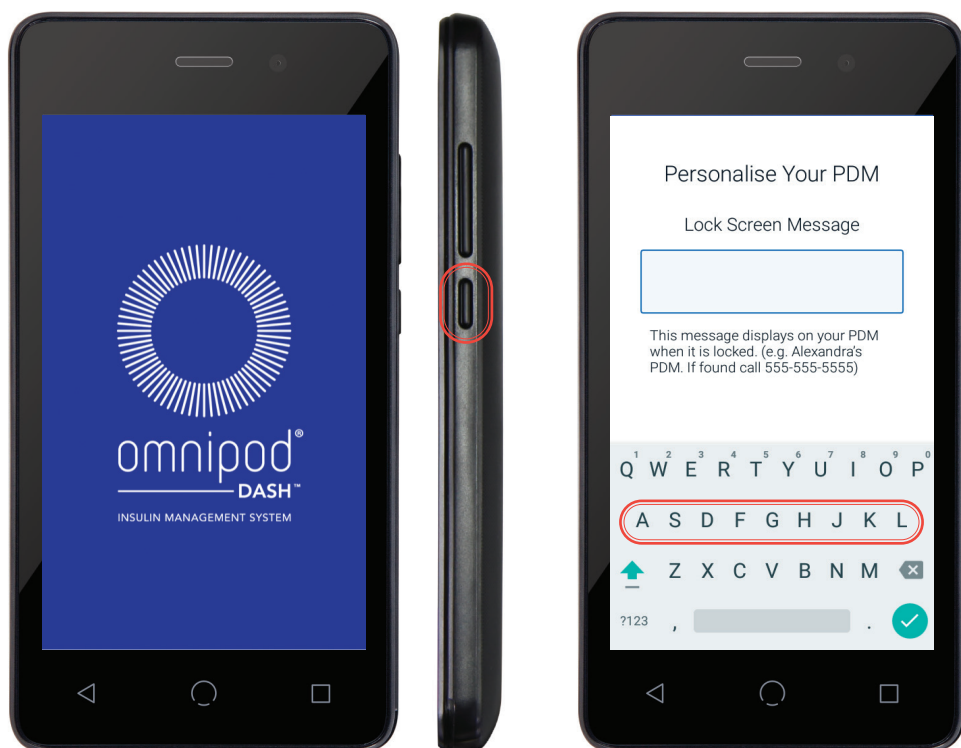 omnipod®
DASH™
INSULIN MANAGEMENT SYSTEM
Personalise Your PDM
Lock Screen Message
This message displays on your PDM
when it is locked. (e.g. Alexandra's
PDM. If found call 555-555-5555)
1 2 3 4 5 6 7 8 9 0
Q W E R T Y U I O P
A S D F G H J K L
Z X C V B N M
?123 , .